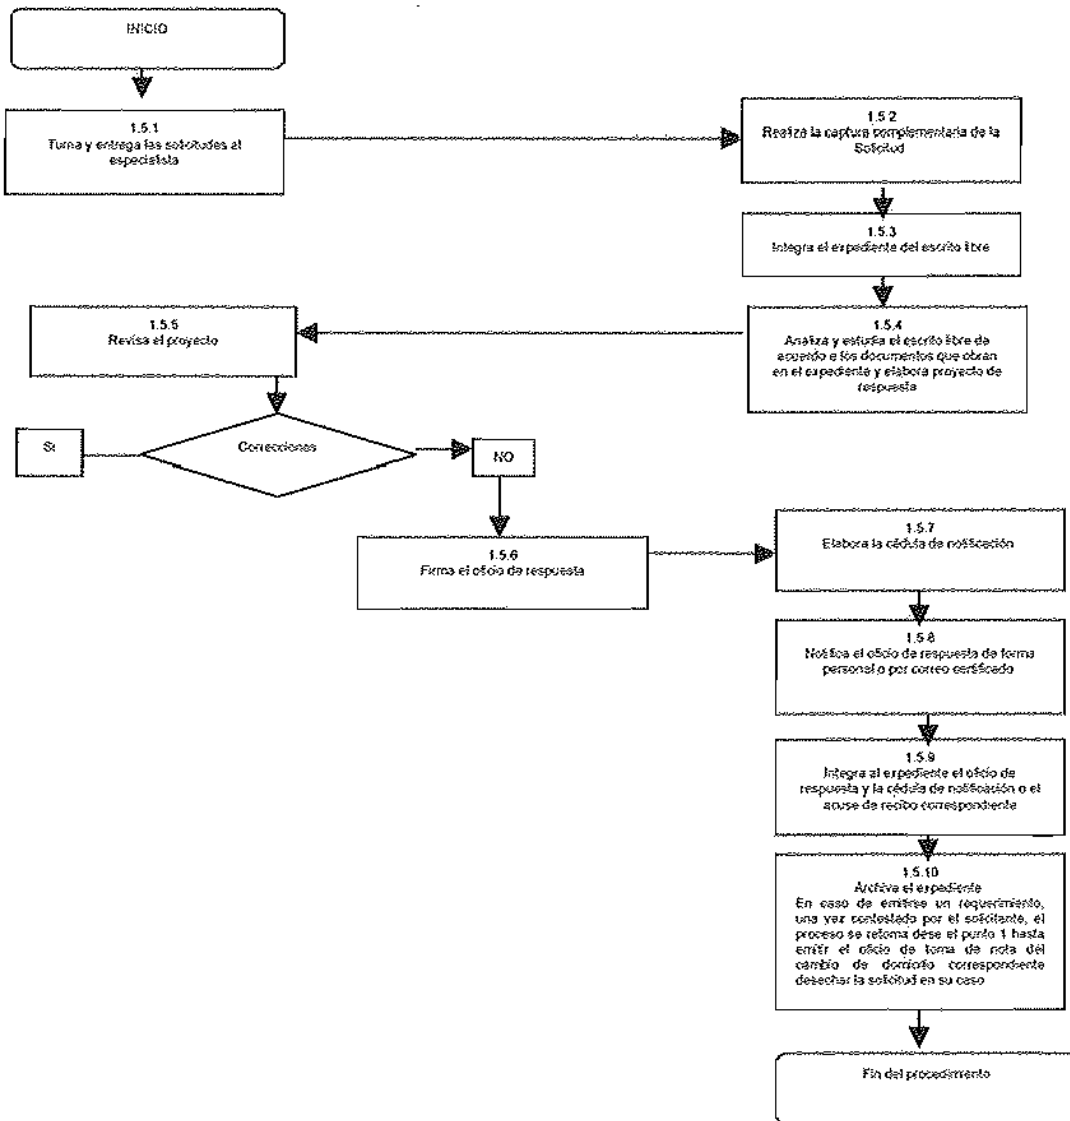 INICIO
1.5.1
Turna y entrega las solicitudes al
especialista
1.5.2
Realiza la captura complementaria de la
Solicitud
1.5.3
Integra el expediente del escrito libre
1.5.4
Analiza y estudia el escrito libre de
acuerdo a los documentos que obran
en el expediente y elabora proyecto de
respuesta
1.5.5
Revisa el proyecto
Correcciones
SI
NO
1.5.6
Firma el oficio de respuesta
1.5.7
Elabora la cédula de notificación
1.5.8
Notifica el oficio de respuesta de forma
personal o por correo certificado
1.5.9
Integra al expediente el oficio de
respuesta y la cédula de notificación o el
acuse de recibo correspondiente
1.5.10
Archiva el expediente
En caso de emitirse un requerimiento,
una vez contestado por el solicitante, el
proceso se retoma dese el punto 1 hasta
emitir el oficio de toma de nota del
cambio de domicilio correspondiente
desechar la solicitud en su caso
Fin del procedimiento